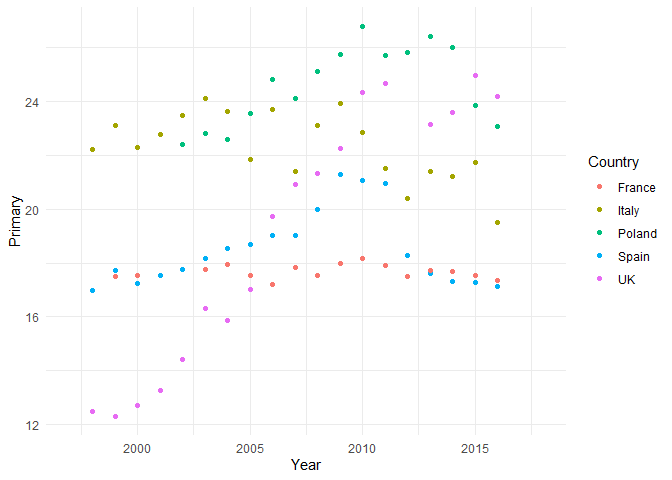 24
20
16
12
Primary
2000
2005
2010
2015
Year
Country
France
Italy
Poland
Spain
UK